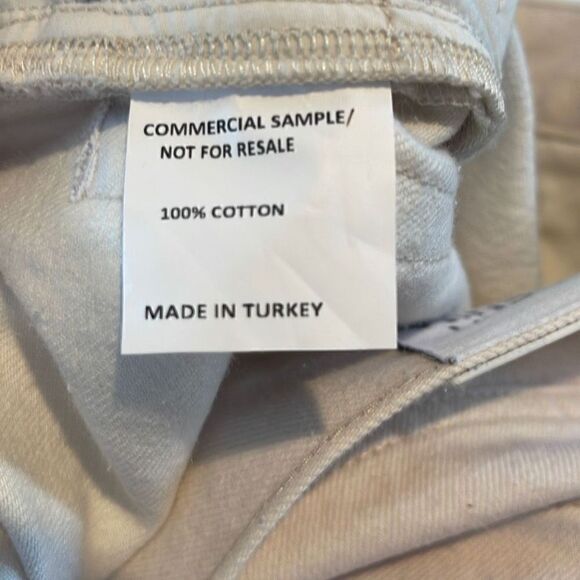 COMMERCIAL SAMPLE/
NOT FOR RESALE
100% COTTON
MADE IN TURKEY